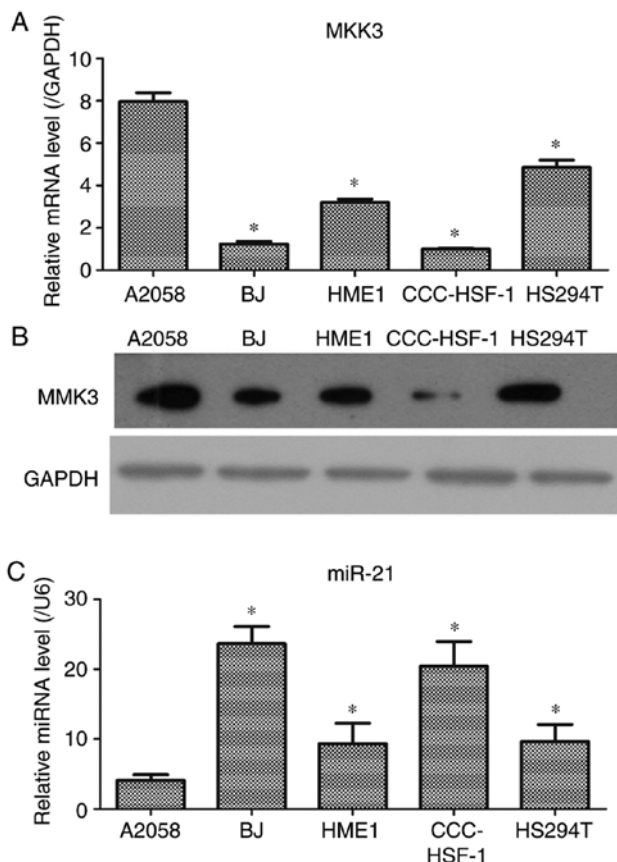 A
MKK3
Relative mRNA level (/GAPDH)
8
6
4
2
0
*
*
*
*
A2058 BJ HME1 CCC-HSF-1 HS294T
B
A2058 BJ HME1 CCC-HSF-1 HS294T
MMK3
GAPDH
C
miR-21
Relative miRNA level (/U6)
30
20
10
0
*
*
*
*
A2058 BJ HME1 CCC- HS294T
HSF-1